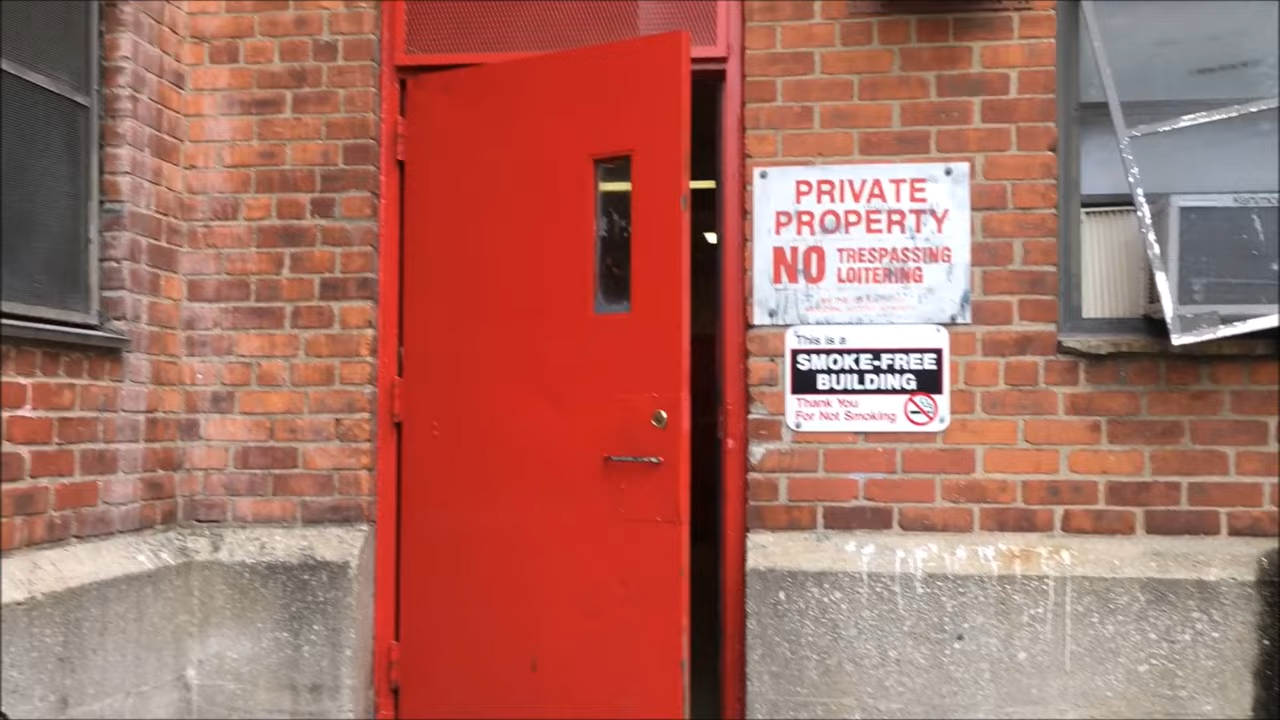 PRIVATE
PROPERTY
NO TRESPASSING
LOITERING
This is a
SMOKE-FREE
BUILDING
Thank You
For Not Smoking